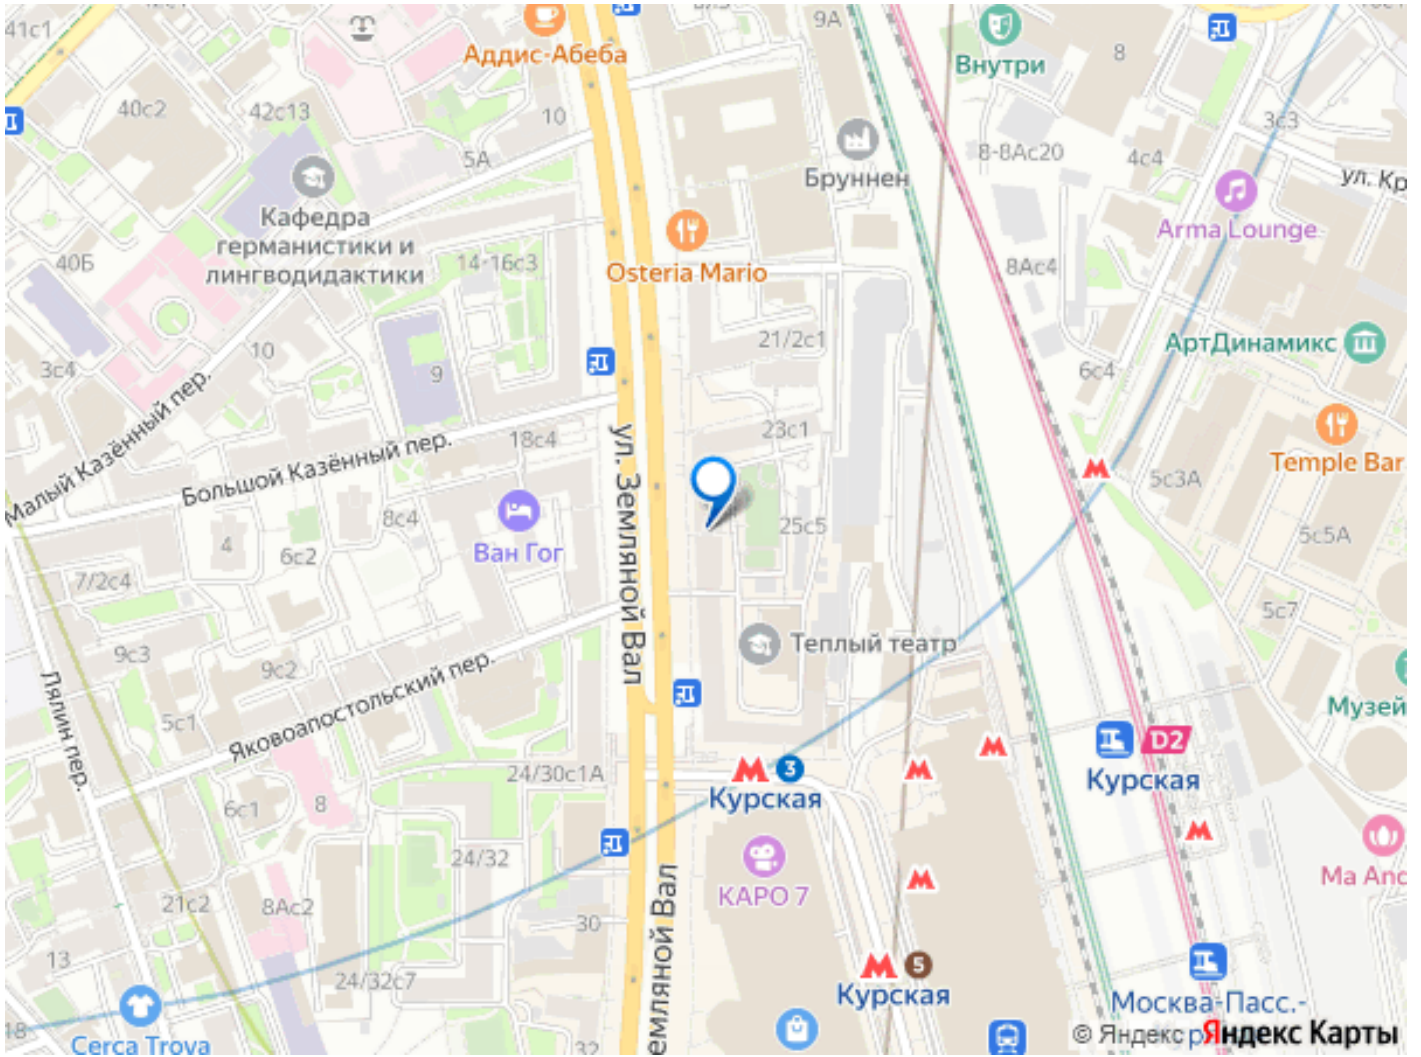 41с1
Аддис-Абеба
9А
Внутри
8
40с2
42с13
10
3с3
5А
Бруннен
8-8Ас20
4с4
ул. Кр
Кафедра
германистики и
лингводидактики
Arma Lounge
40Б
14-16с3
Osteria Mario
8Ас4
21/2с1
АртДинамикс
10
3с4
9
6с4
Малый Казённый пер.
Большой Казённый пер.
18с4
ул. Земляной Вал
23с1
Temple Bar
5с3А
8с4
4
6с2
Ван Гог
25с5
5с5А
7/2с4
5с7
9с3
9с2
Теплый театр
Лялин пер.
Яковоапостольский пер.
5с1
Музей
D2
Курская
24/30с1А
3
Курская
6с1
8
24/32
КАРО 7
Ma And
21с2
8Ас2
30
емляной Вал
13
24/32с7
5
Курская
Москва-Пасс.-
18
Cerca Trova
32
© Яндекс
Яндекс Карты